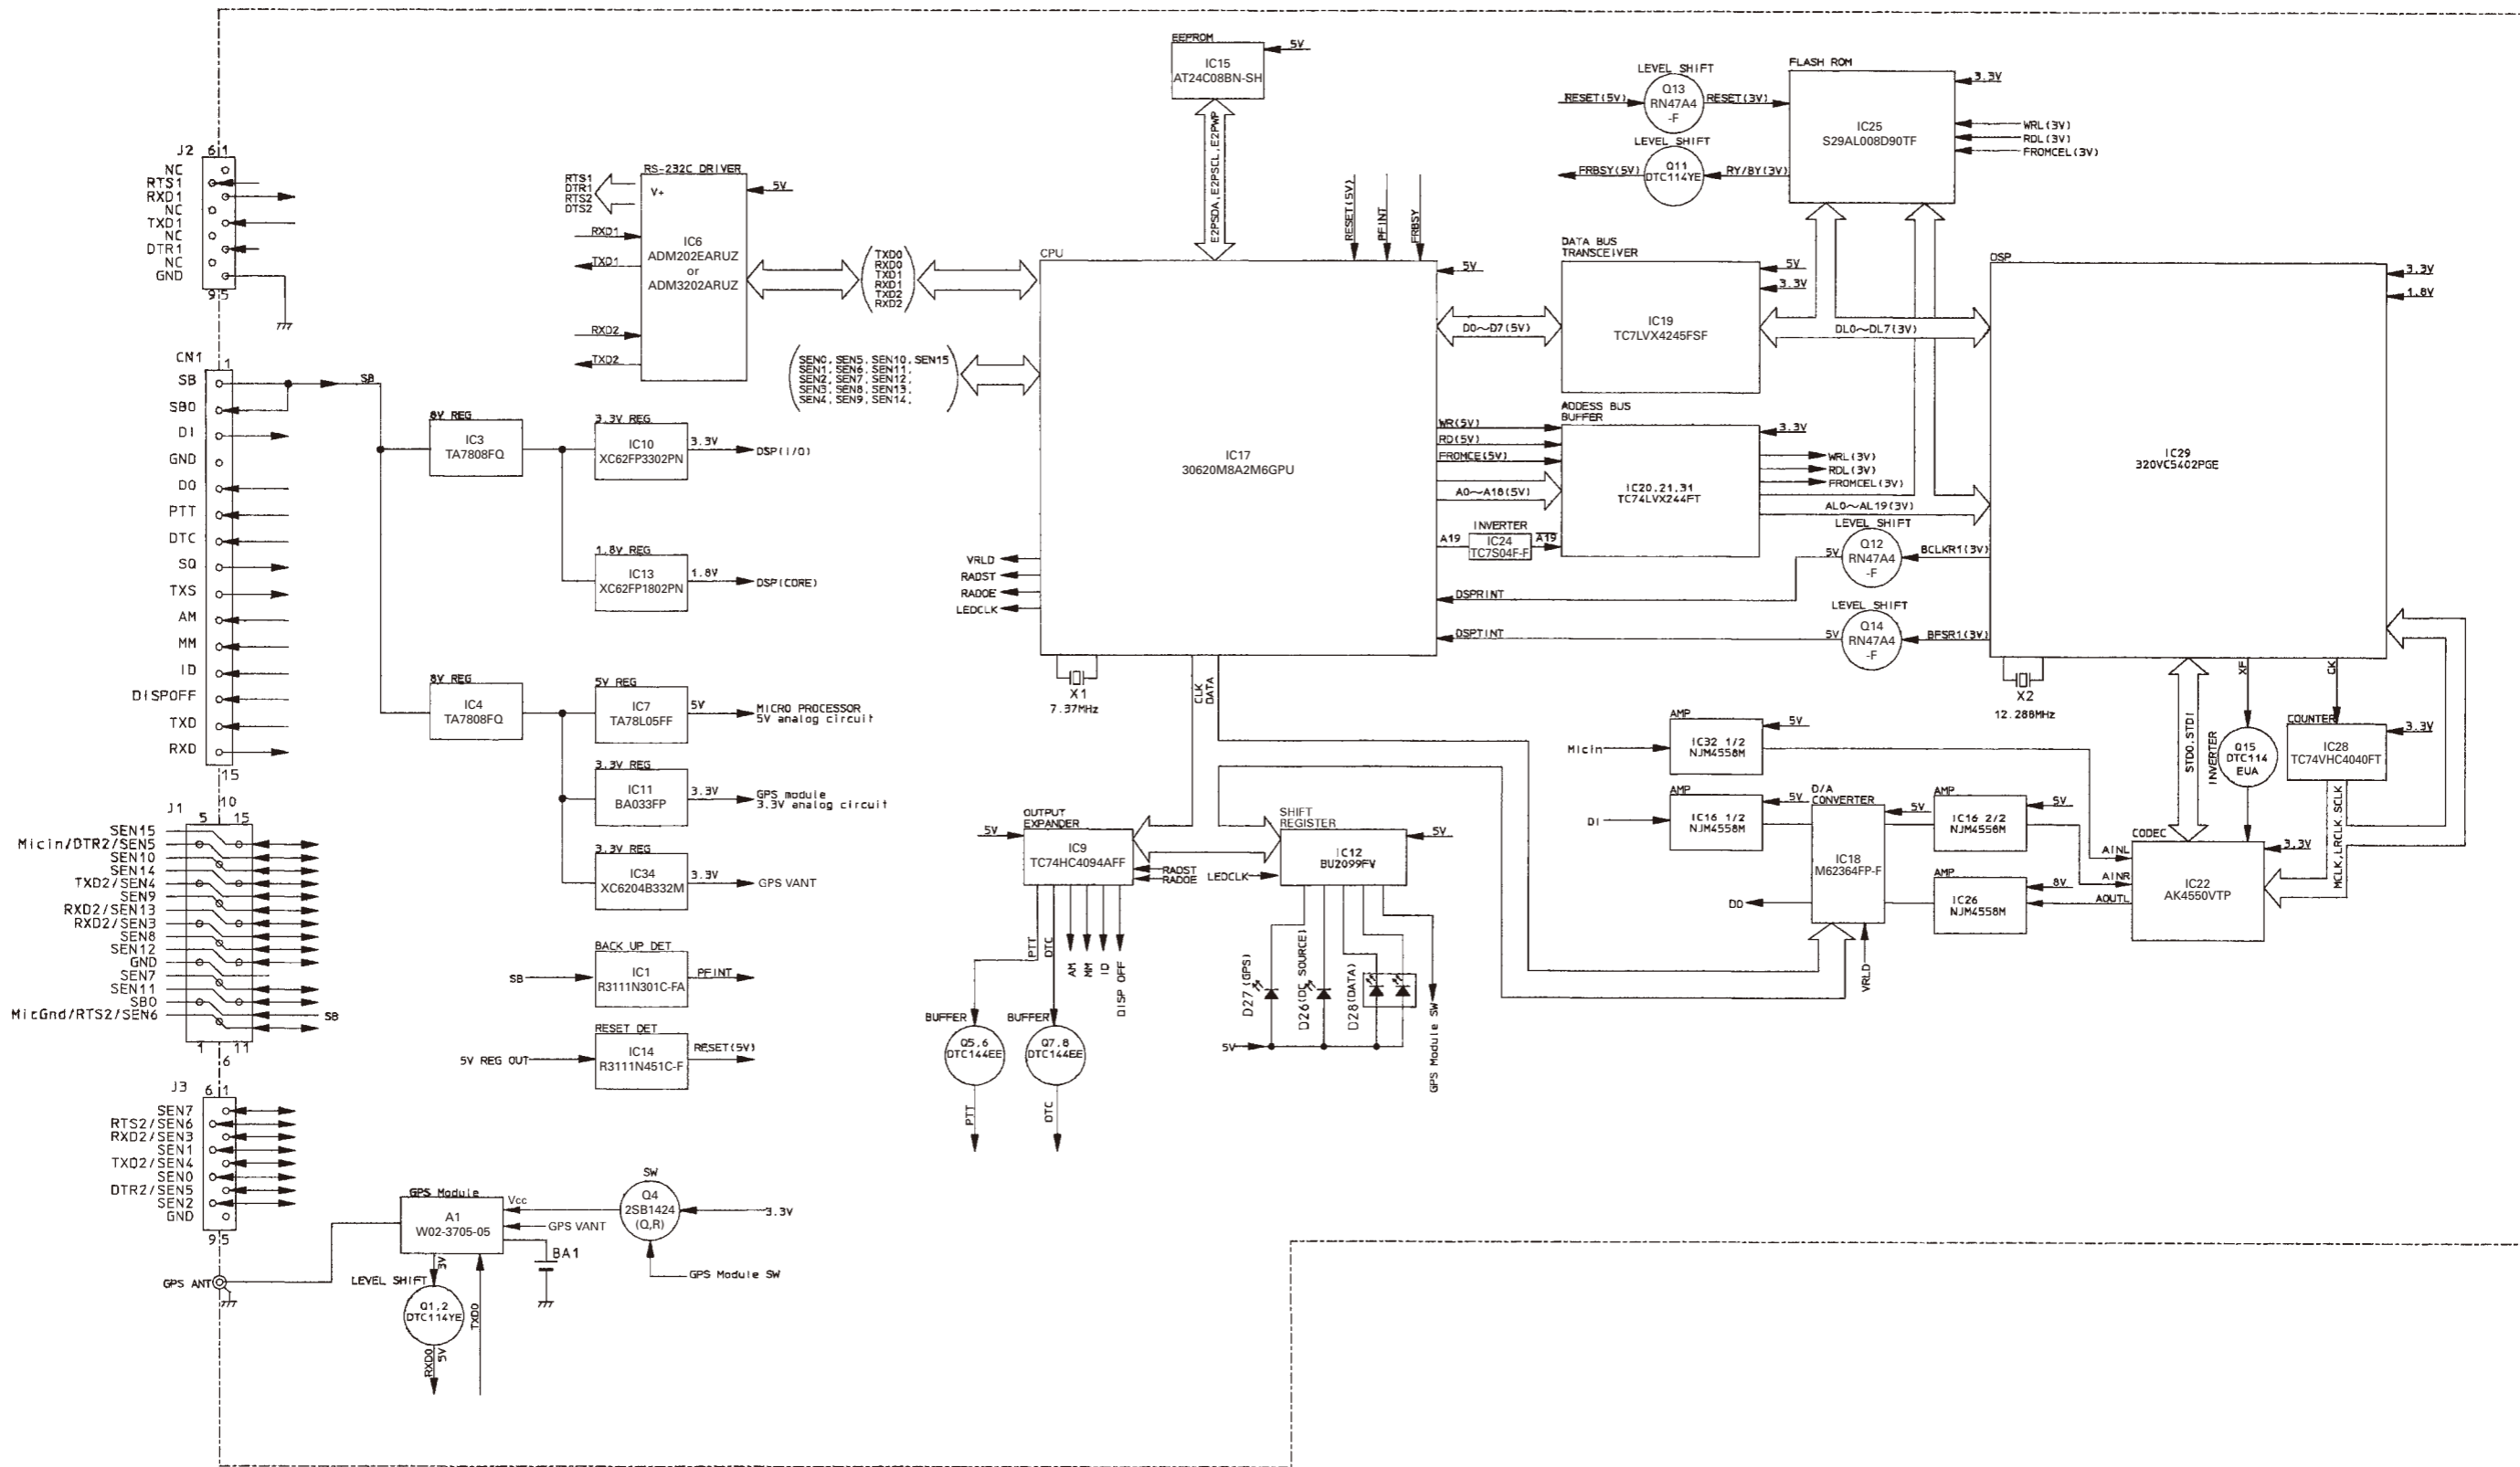 J2
6 1
NC
RTS1
RXD1
NC
TXD1
NC
DTR1
NC
GND
9 5
CN1
1
SB
SBO
DI
GND
DO
PTT
DTC
SQ
TXS
AM
MM
ID
DISPOFF
TXD
RXD
15
SB
J1
10
5 15
SEN15
Micin/DTR2/SEN5
SEN10
SEN14
TXD2/SEN4
SEN9
RXD2/SEN13
RXD2/SEN3
SEN8
SEN12
GND
SEN7
SEN11
SBO
MicGnd/RTS2/SEN6
SB
1 11
6
J3
6 1
SEN7
RTS2/SEN6
RXD2/SEN3
SEN1
TXD2/SEN4
SEN0
DTR2/SEN5
SEN2
GND
9 5
GPS ANT
8V REG
IC3
TA7808FQ
3.3V REG
IC10
XC62FP3302PN
3.3V
DSP(I/O)
1.8V REG
IC13
XC62FP1802PN
1.8V
DSP(CORE)
8V REG
IC4
TA7808FQ
5V REG
IC7
TA78L05FF
5V
MICRO PROCESSOR
5V analog circuit
3.3V REG
IC11
BA033FP
3.3V
GPS module
3.3V analog circuit
3.3V REG
IC34
XC6204B332M
3.3V
GPS VANT
BACK UP DET
SB
IC1
R3111N301C-FA
PFINT
RESET DET
5V REG OUT
IC14
R3111N451C-F
RESET(5V)
GPS Module
A1
W02-3705-05
Vcc
GPS VANT
BA1
SW
Q4
2SB1424
(Q,R)
3.3V
GPS Module SW
3V
LEVEL SHIFT
Q1,2
DTC114YE
RXD0
5V
TXD0
RS-232C DRIVER
RTS1
DTR1
RTS2
DTS2
V+
5V
RXD1
TXD1
IC6
ADM202EARUZ
or
ADM3202ARUZ
RXD2
TXD2
TXD0
RXD0
TXD1
RXD1
TXD2
RXD2
SEN0, SEN5, SEN10, SEN15
SEN1, SEN6, SEN11,
SEN2, SEN7, SEN12,
SEN3, SEN8, SEN13,
SEN4, SEN9, SEN14,
EEPROM
IC15
AT24C08BN-SH
5V
E2PSDA, E2PSCL, E2PWP
CPU
RESET(5V)
PFINT
FRBSY
5V
IC17
30620M8A2M6GPU
VRLD
RADST
RADOE
LEDCLK
X1
7.37MHz
CLK
DATA
D0~D7(5V)
WR(5V)
RD(5V)
FROMCE(5V)
A0~A18(5V)
A19
INVERTER
IC24
TC7S04F-F
A19
DSPRINT
DSPTINT
DATA BUS
TRANSCEIVER
5V
3.3V
IC19
TC7LVX4245FSF
ADDESS BUS
BUFFER
3.3V
IC20,21,31
TC74LVX244FT
WRL(3V)
RDL(3V)
FROMCEL(3V)
AL0~AL19(3V)
DL0~DL7(3V)
LEVEL SHIFT
RESET(5V)
Q13
RN47A4
-F
RESET(3V)
LEVEL SHIFT
FRBSY(5V)
Q11
DTC114YE
RY/BY(3V)
FLASH ROM
IC25
S29AL008D90TF
3.3V
WRL(3V)
RDL(3V)
FROMCEL(3V)
DSP
3.3V
1.8V
IC29
320VC5402PGE
LEVEL SHIFT
5V
Q12
RN47A4
-F
BCLKR1(3V)
LEVEL SHIFT
5V
Q14
RN47A4
-F
BFSR1(3V)
X2
12.288MHz
STDO,STDI
XF
INVERTER
Q15
DTC114
EUA
CK
COUNTER
3.3V
IC28
TC74VHC4040FT
MCLK,LRCLK,SCLK
Micin
AMP
5V
IC32 1/2
NJM4558M
DI
AMP
5V
IC16 1/2
NJM4558M
D/A
CONVERTER
5V
IC18
M62364FP-F
AMP
5V
IC16 2/2
NJM4558M
AMP
8V
IC26
NJM4558M
DO
VRLD
CODEC
3.3V
AINL
AINR
AOUTL
IC22
AK4550VTP
OUTPUT
EXPANDER
5V
IC9
TC74HC4094AFF
RADST
RADOE
LEDCLK
SHIFT
REGISTER
IC12
BU2099FV
5V
PTT
DTC
AM
MM
ID
DISP OFF
BUFFER
Q5,6
DTC144EE
PTT
BUFFER
Q7,8
DTC144EE
DTC
D27(GPS)
D26(DC SOURCE)
D28(DATA)
5V
GPS Module SW